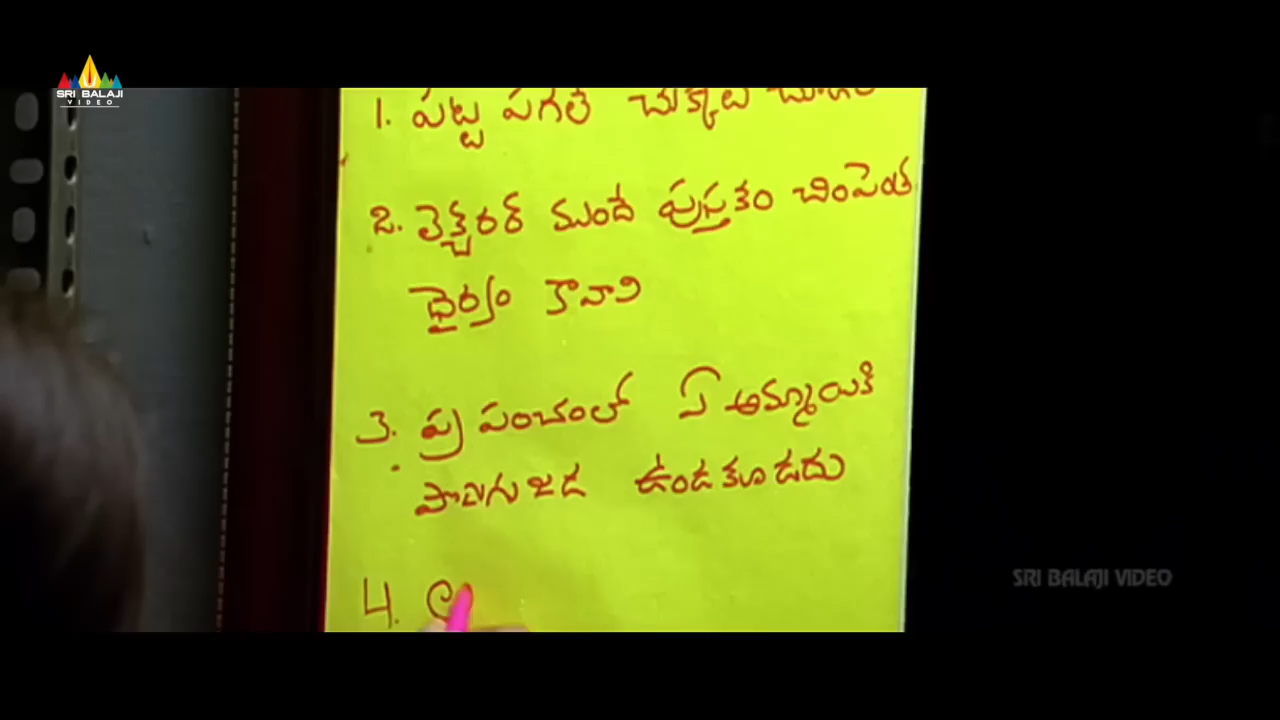 SRI BALAJI
VIDEO
1. పట్ట పగలే చుక్కలు
2. లెక్చరర్ ముందే పుస్తకం చింపెంత
ధైర్యం కావాలి
3. ప్రపంచంలో ఏ అమ్మాయికి
పొడుగు జడ ఉండకూడదు
4.
SRI BALAJI VIDEO